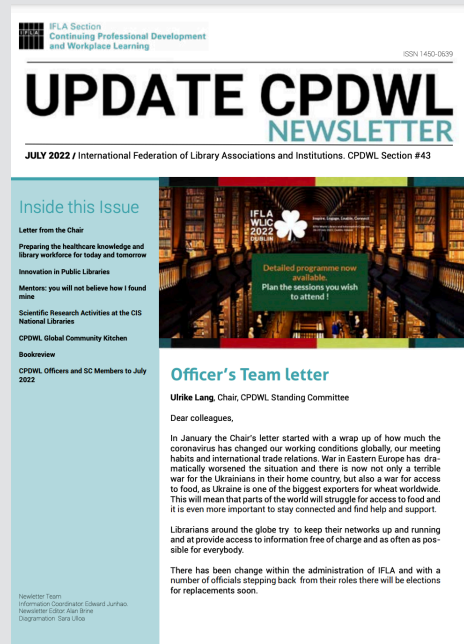 IFLA
IFLA Section
Continuing Professional Development
and Workplace Learning
ISSN 1450-0639
UPDATE CPDWL
NEWSLETTER
JULY 2022 / International Federation of Library Associations and Institutions. CPDWL Section #43
Inside this Issue
Letter from the Chair
Preparing the healthcare knowledge and
library workforce for today and tomorrow
Innovation in Public Libraries
Mentors: you will not believe how I found
mine
Scientific Research Activities at the CIS
National Libraries
CPDWL Global Community Kitchen
Bookreview
CPDWL Officers and SC Members to July
2022
Newletter Team
Information Coordinator: Edward Junhao.
Newsletter Editor Alan Brine
Diagramation Sara Ulloa
IFLA
WLIC
2022
DUBLIN
Inspire, Engage, Enable, Connect
Detailed programme now
available.
Plan the sessions you wish
to attend !
Officer's Team letter
Ulrike Lang, Chair, CPDWL Standing Committee
Dear colleagues,
In January the Chair's letter started with a wrap up of how much the
coronavirus has changed our working conditions globally, our meeting
habits and international trade relations. War in Eastern Europe has dra-
matically worsened the situation and there is now not only a terrible
war for the Ukrainians in their home country, but also a war for access
to food, as Ukraine is one of the biggest exporters for wheat worldwide.
This will mean that parts of the world will struggle for access to food and
it is even more important to stay connected and find help and support.
Librarians around the globe try to keep their networks up and running
and at provide access to information free of charge and as often as pos-
sible for everybody.
There has been change within the administration of IFLA and with a
number of officials stepping back from their roles there will be elections
for replacements soon.